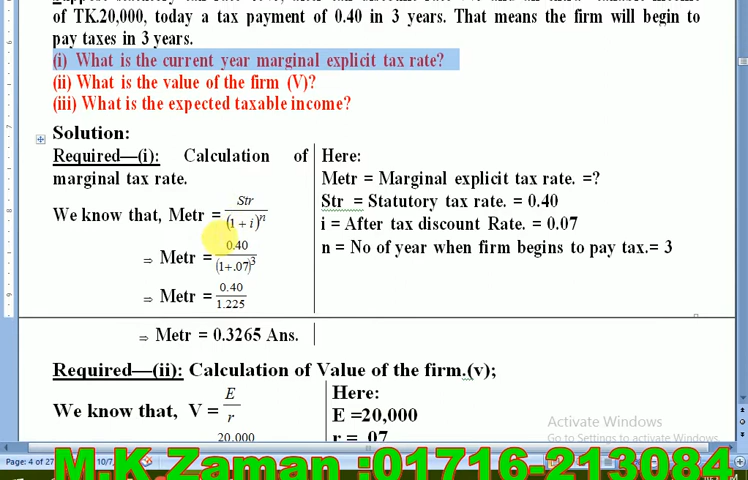 of TK.20,000, today a tax payment of 0.40 in 3 years. That means the firm will begin to
pay taxes in 3 years.
(i) What is the current year marginal explicit tax rate?
(ii) What is the value of the firm (V)?
(iii) What is the expected taxable income?
Solution:
Required—(i): Calculation of
marginal tax rate.
We know that, Metr = Str / (1 + i)^n
⇒ Metr = 0.40 / (1+.07)^3
⇒ Metr = 0.40 / 1.225
⇒ Metr = 0.3265 Ans.
Here:
Metr = Marginal explicit tax rate. =?
Str = Statutory tax rate. = 0.40
i = After tax discount Rate. = 0.07
n = No of year when firm begins to pay tax.= 3
Required—(ii): Calculation of Value of the firm.(v);
We know that, V = E / r
20,000
Here:
E =20,000
r = .07
Activate Windows
Go to Settings to activate Windows
Page: 4 of 27
10/7,
M.K Zaman :01716-213084